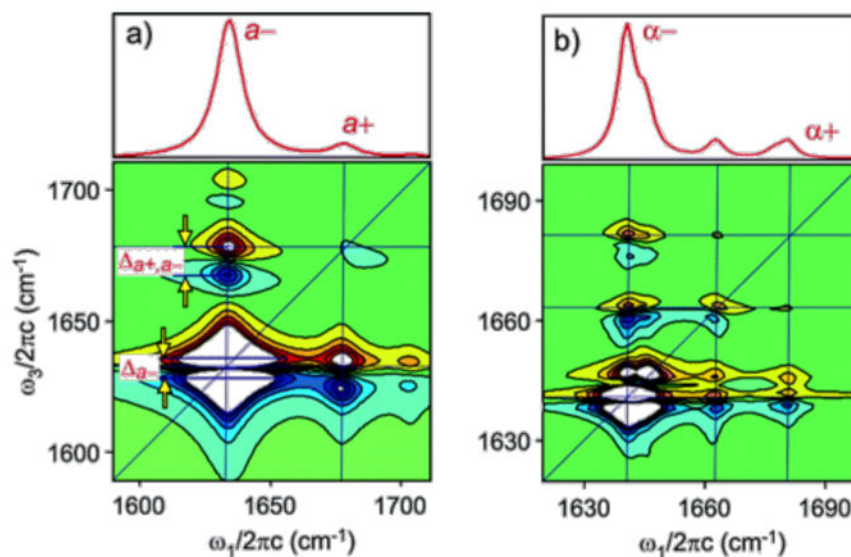 a)
a−
a+
1700
1650
1600
Δa+,a−
Δa−
ω3/2πc (cm-1)
1600 1650 1700
ω1/2πc (cm-1)
b)
α−
α+
1690
1660
1630
1630 1660 1690
ω1/2πc (cm-1)